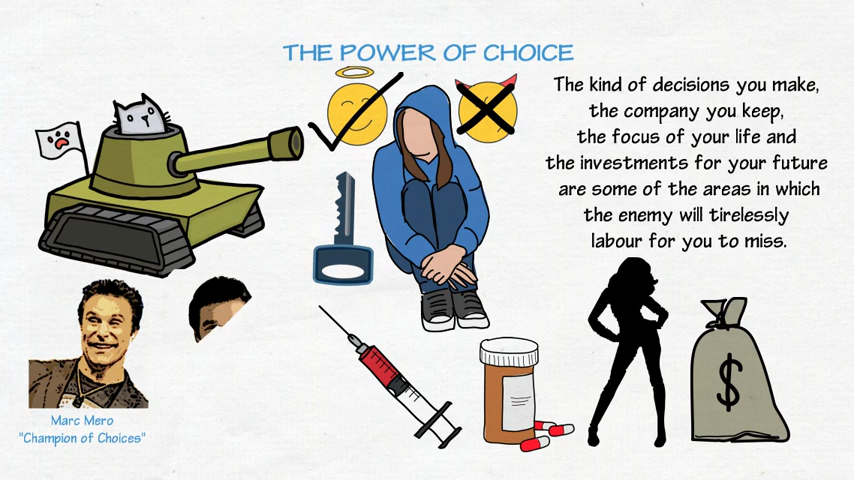 THE POWER OF CHOICE
The kind of decisions you make,
the company you keep,
the focus of your life and
the investments for your future
are some of the areas in which
the enemy will tirelessly
labour for you to miss.
$
Marc Mero
"Champion of Choices"